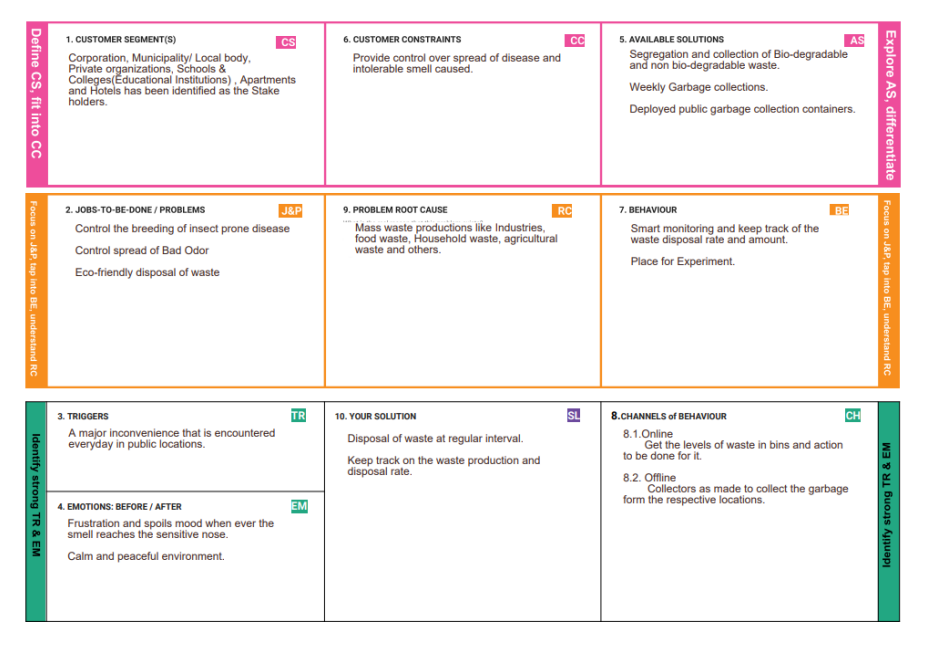 Define CS, fit into CC
1. CUSTOMER SEGMENT(S)
CS
Corporation, Municipality/ Local body,
Private organizations, Schools &
Colleges(Educational Institutions) , Apartments
and Hotels has been identified as the Stake
holders.
6. CUSTOMER CONSTRAINTS
CC
Provide control over spread of disease and
intolerable smell caused.
5. AVAILABLE SOLUTIONS
AS
Segregation and collection of Bio-degradable
and non bio-degradable waste.
Weekly Garbage collections.
Deployed public garbage collection containers.
Explore AS, differentiate
Focus on J&P, tap into BE, understand RC
2. JOBS-TO-BE-DONE / PROBLEMS
J&P
Control the breeding of insect prone disease
Control spread of Bad Odor
Eco-friendly disposal of waste
9. PROBLEM ROOT CAUSE
RC
Mass waste productions like Industries,
food waste, Household waste, agricultural
waste and others.
7. BEHAVIOUR
BE
Smart monitoring and keep track of the
waste disposal rate and amount.
Place for Experiment.
Focus on J&P, tap into BE, understand RC
Identify strong TR & EM
3. TRIGGERS
TR
A major inconvenience that is encountered
everyday in public locations.
4. EMOTIONS: BEFORE / AFTER
EM
Frustration and spoils mood when ever the
smell reaches the sensitive nose.
Calm and peaceful environment.
10. YOUR SOLUTION
SL
Disposal of waste at regular interval.
Keep track on the waste production and
disposal rate.
8.CHANNELS of BEHAVIOUR
CH
8.1.Online
Get the levels of waste in bins and action
to be done for it.
8.2. Offline
Collectors as made to collect the garbage
form the respective locations.
Identify strong TR & EM